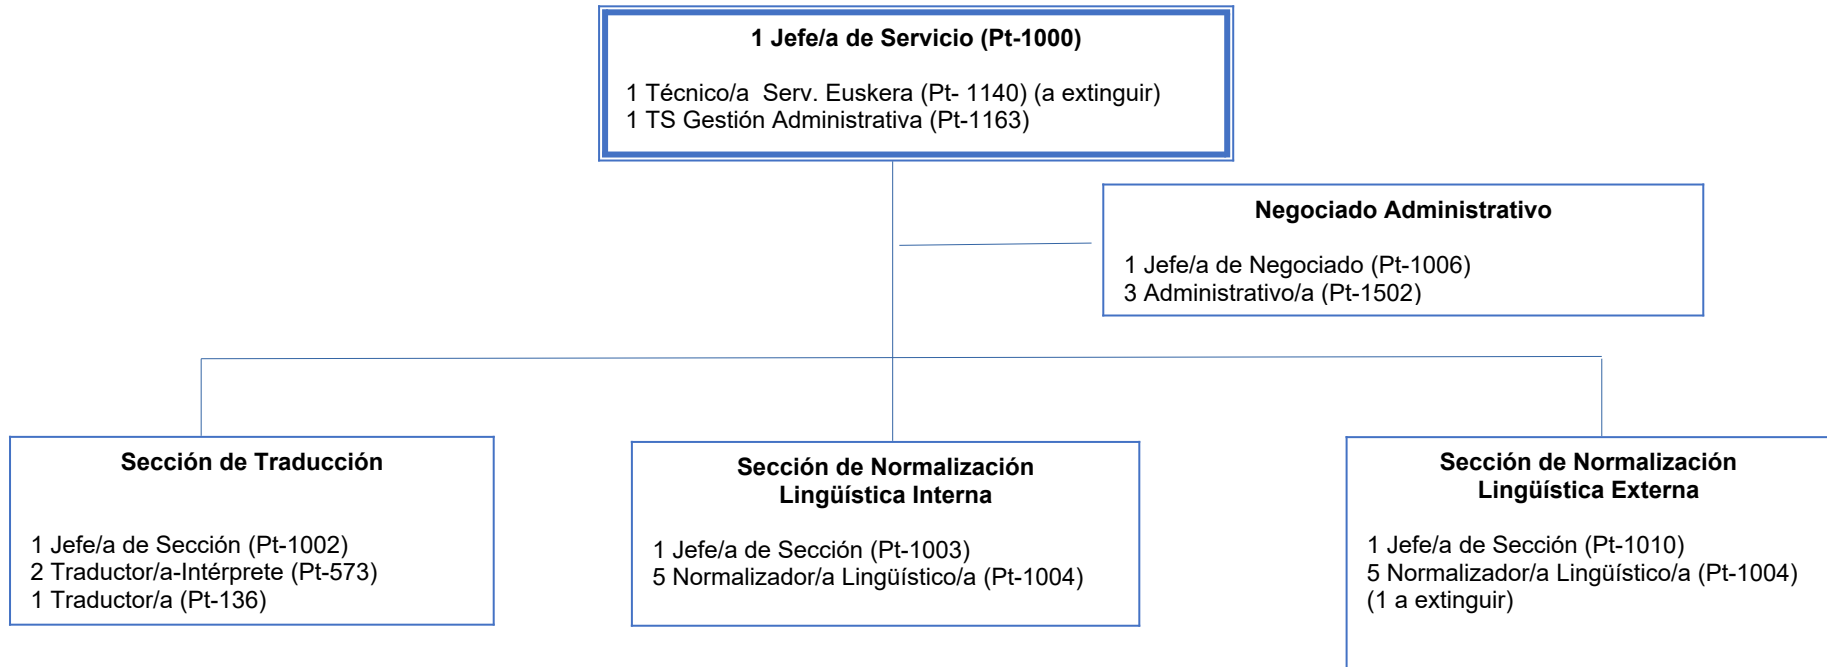 1 Jefe/a de Servicio (Pt-1000)
1 Técnico/a  Serv. Euskera (Pt- 1140) (a extinguir)
1 TS Gestión Administrativa (Pt-1163)
Negociado Administrativo
1 Jefe/a de Negociado (Pt-1006)
3 Administrativo/a (Pt-1502)
Sección de Traducción
1 Jefe/a de Sección (Pt-1002)
2 Traductor/a-Intérprete (Pt-573)
1 Traductor/a (Pt-136)
Sección de Normalización
Lingüística Interna
1 Jefe/a de Sección (Pt-1003)
5 Normalizador/a Lingüístico/a (Pt-1004)
Sección de Normalización
Lingüística Externa
1 Jefe/a de Sección (Pt-1010)
5 Normalizador/a Lingüístico/a (Pt-1004)
(1 a extinguir)